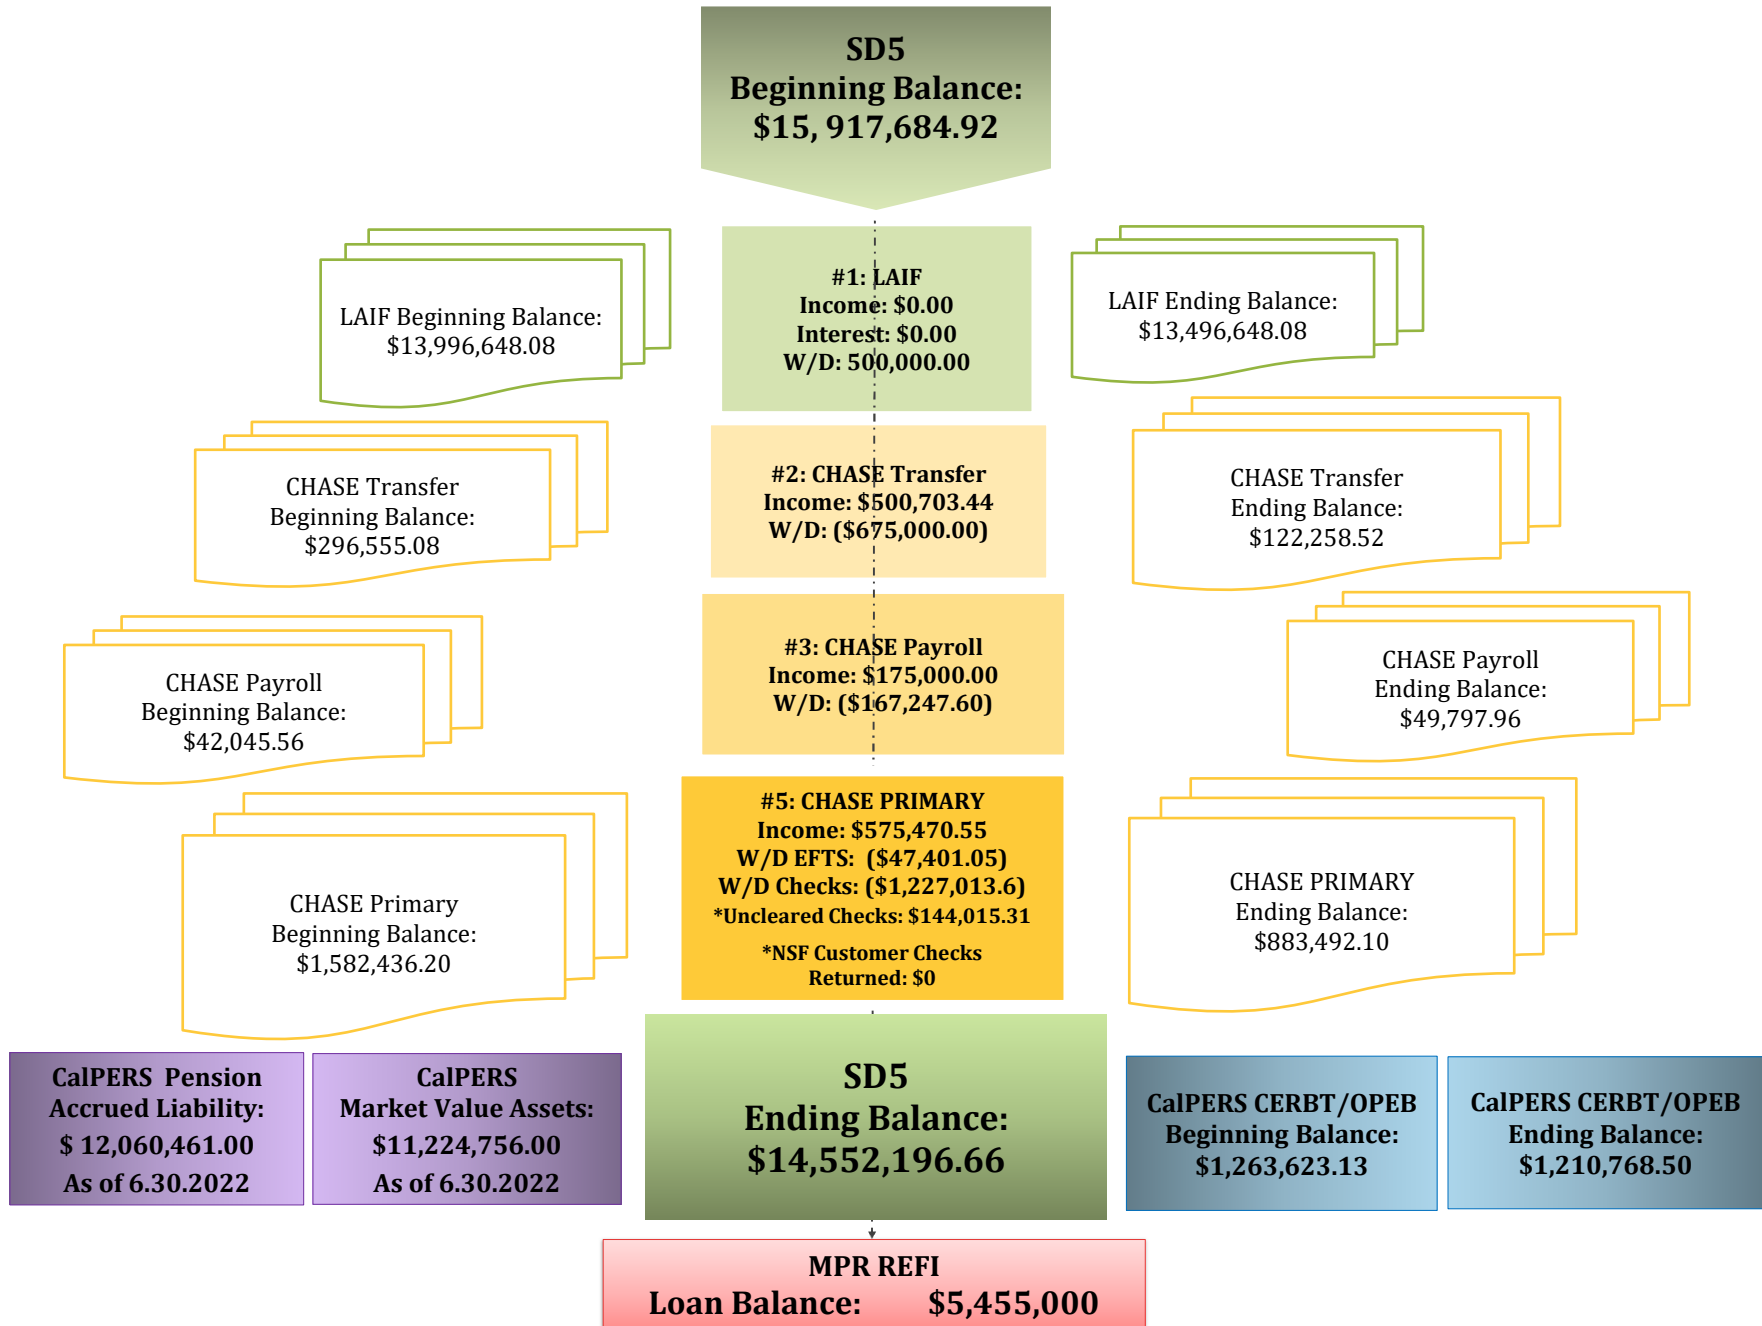 SD5
Beginning Balance:
$15, 917,684.92
LAIF Beginning Balance:
$13,996,648.08
#1: LAIF
Income: $0.00
Interest: $0.00
W/D: 500,000.00
LAIF Ending Balance:
$13,496,648.08
CHASE Transfer
Beginning Balance:
$296,555.08
#2: CHASE Transfer
Income: $500,703.44
W/D: ($675,000.00)
CHASE Transfer
Ending Balance:
$122,258.52
CHASE Payroll
Beginning Balance:
$42,045.56
#3: CHASE Payroll
Income: $175,000.00
W/D: ($167,247.60)
CHASE Payroll
Ending Balance:
$49,797.96
CHASE Primary
Beginning Balance:
$1,582,436.20
#5: CHASE PRIMARY
Income: $575,470.55
W/D EFTS:  ($47,401.05)
W/D Checks: ($1,227,013.6)
*Uncleared Checks: $144,015.31
*NSF Customer Checks
Returned: $0
CHASE PRIMARY
Ending Balance:
$883,492.10
CalPERS  Pension
Accrued Liability:
$ 12,060,461.00
As of 6.30.2022
CalPERS
Market Value Assets:
$11,224,756.00
As of 6.30.2022
SD5
Ending Balance:
$14,552,196.66
CalPERS CERBT/OPEB
Beginning Balance:
$1,263,623.13
CalPERS CERBT/OPEB
Ending Balance:
$1,210,768.50
MPR REFI
Loan Balance:       $5,455,000